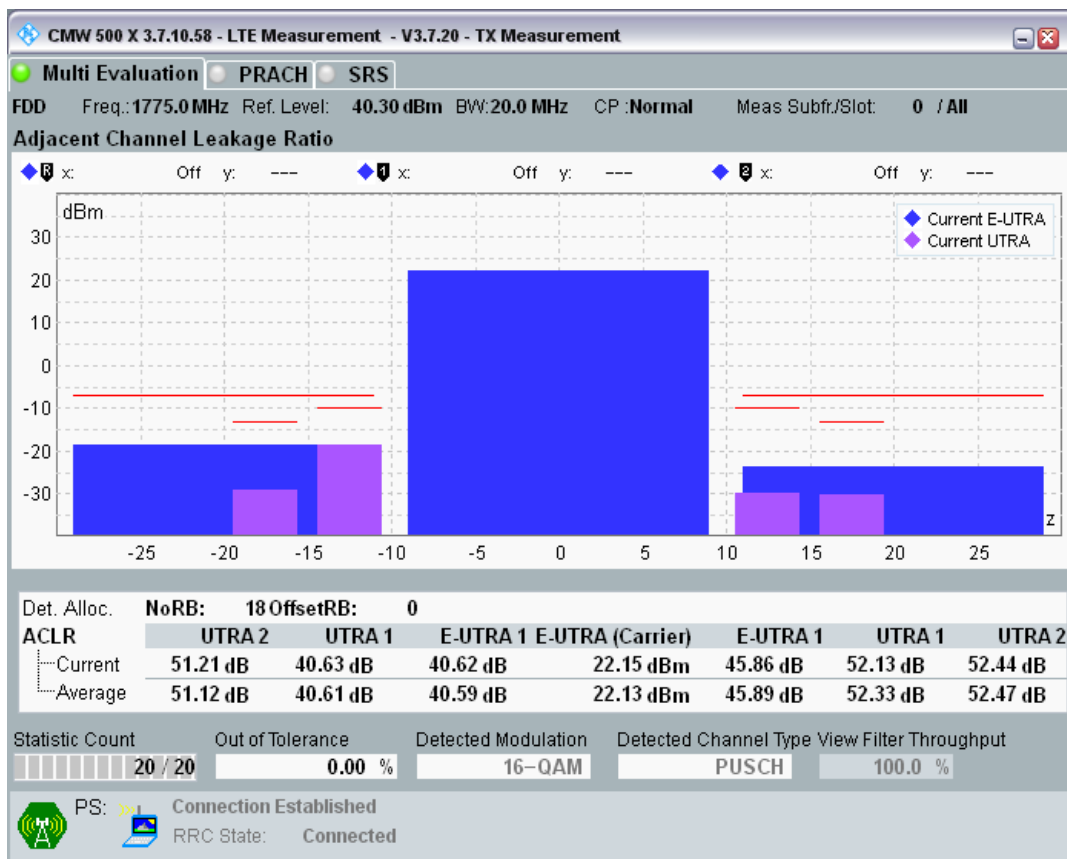 CMW 500 X 3.7.10.58 - LTE Measurement - V3.7.20 - TX Measurement
Multi Evaluation PRACH SRS
FDD Freq.: 1775.0 MHz Ref. Level: 40.30 dBm BW: 20.0 MHz CP : Normal Meas Subfr./Slot: 0 / All
Adjacent Channel Leakage Ratio
R x: Off y: --- 1 x: Off y: --- 2 x: Off y: ---
dBm
Current E-UTRA
Current UTRA
30
20
10
0
-10
-20
-30
z
-25 -20 -15 -10 -5 0 5 10 15 20 25
Det. Alloc. NoRB: 18 OffsetRB: 0
ACLR UTRA 2 UTRA 1 E-UTRA 1 E-UTRA (Carrier) E-UTRA 1 UTRA 1 UTRA 2
Current 51.21 dB 40.63 dB 40.62 dB 22.15 dBm 45.86 dB 52.13 dB 52.44 dB
Average 51.12 dB 40.61 dB 40.59 dB 22.13 dBm 45.89 dB 52.33 dB 52.47 dB
Statistic Count Out of Tolerance Detected Modulation Detected Channel Type View Filter Throughput
20 / 20 0.00 % 16-QAM PUSCH 100.0 %
PS: Connection Established
RRC State: Connected